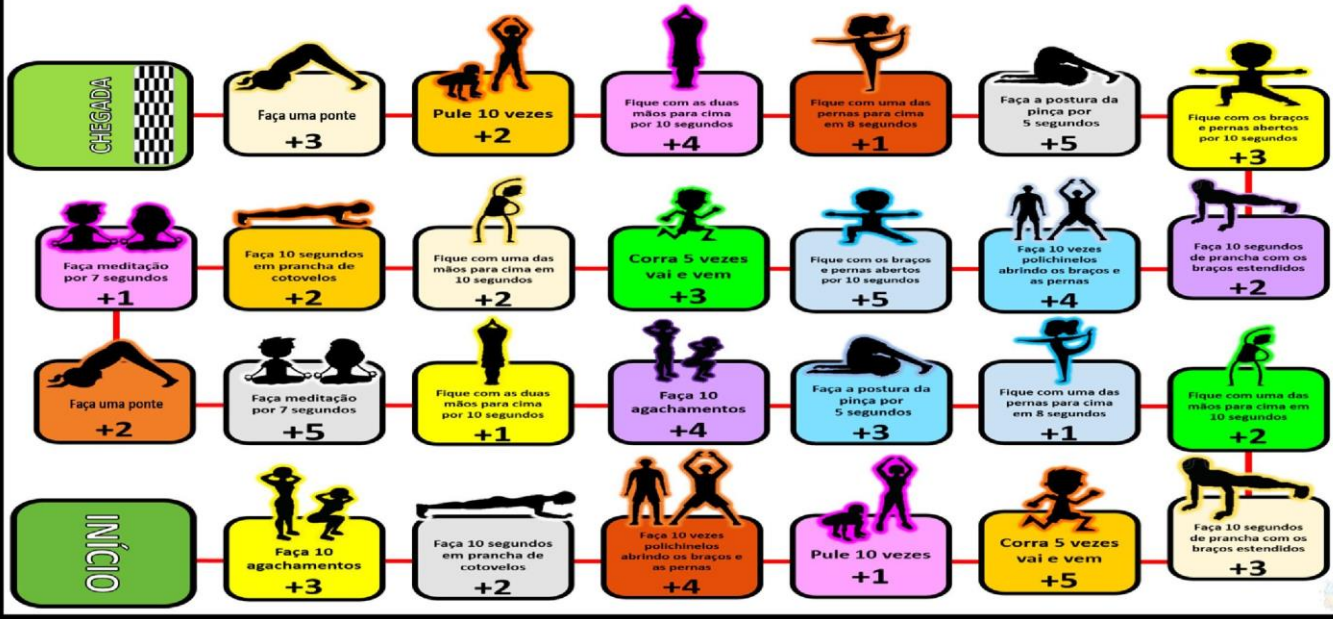 CHEGADA
Faça uma ponte
+3
Pule 10 vezes
+2
Fique com as duas
mãos para cima
por 10 segundos
+4
Fique com uma das
pernas para cima
em 8 segundos
+1
Faça a postura da
pinça por
5 segundos
+5
Fique com os braços
e pernas abertos
por 10 segundos
+3
Faça meditação
por 7 segundos
+1
Faça 10 segundos
em prancha de
cotovelos
+2
Fique com uma das
mãos para cima em
10 segundos
+2
Corra 5 vezes
vai e vem
+3
Fique com os braços
e pernas abertos
por 10 segundos
+5
Faça 10 vezes
polichinelos
abrindo os braços e
as pernas
+4
Faça 10 segundos
de prancha com os
braços estendidos
+2
Faça uma ponte
+2
Faça meditação
por 7 segundos
+5
Fique com as duas
mãos para cima
por 10 segundos
+1
Faça 10
agachamentos
+4
Faça a postura da
pinça por
5 segundos
+3
Fique com uma das
pernas para cima
em 8 segundos
+1
Fique com uma das
mãos para cima em
10 segundos
+2
INÍCIO
Faça 10
agachamentos
+3
Faça 10 segundos
em prancha de
cotovelos
+2
Faça 10 vezes
polichinelos
abrindo os braços e
as pernas
+4
Pule 10 vezes
+1
Corra 5 vezes
vai e vem
+5
Faça 10 segundos
de prancha com os
braços estendidos
+3